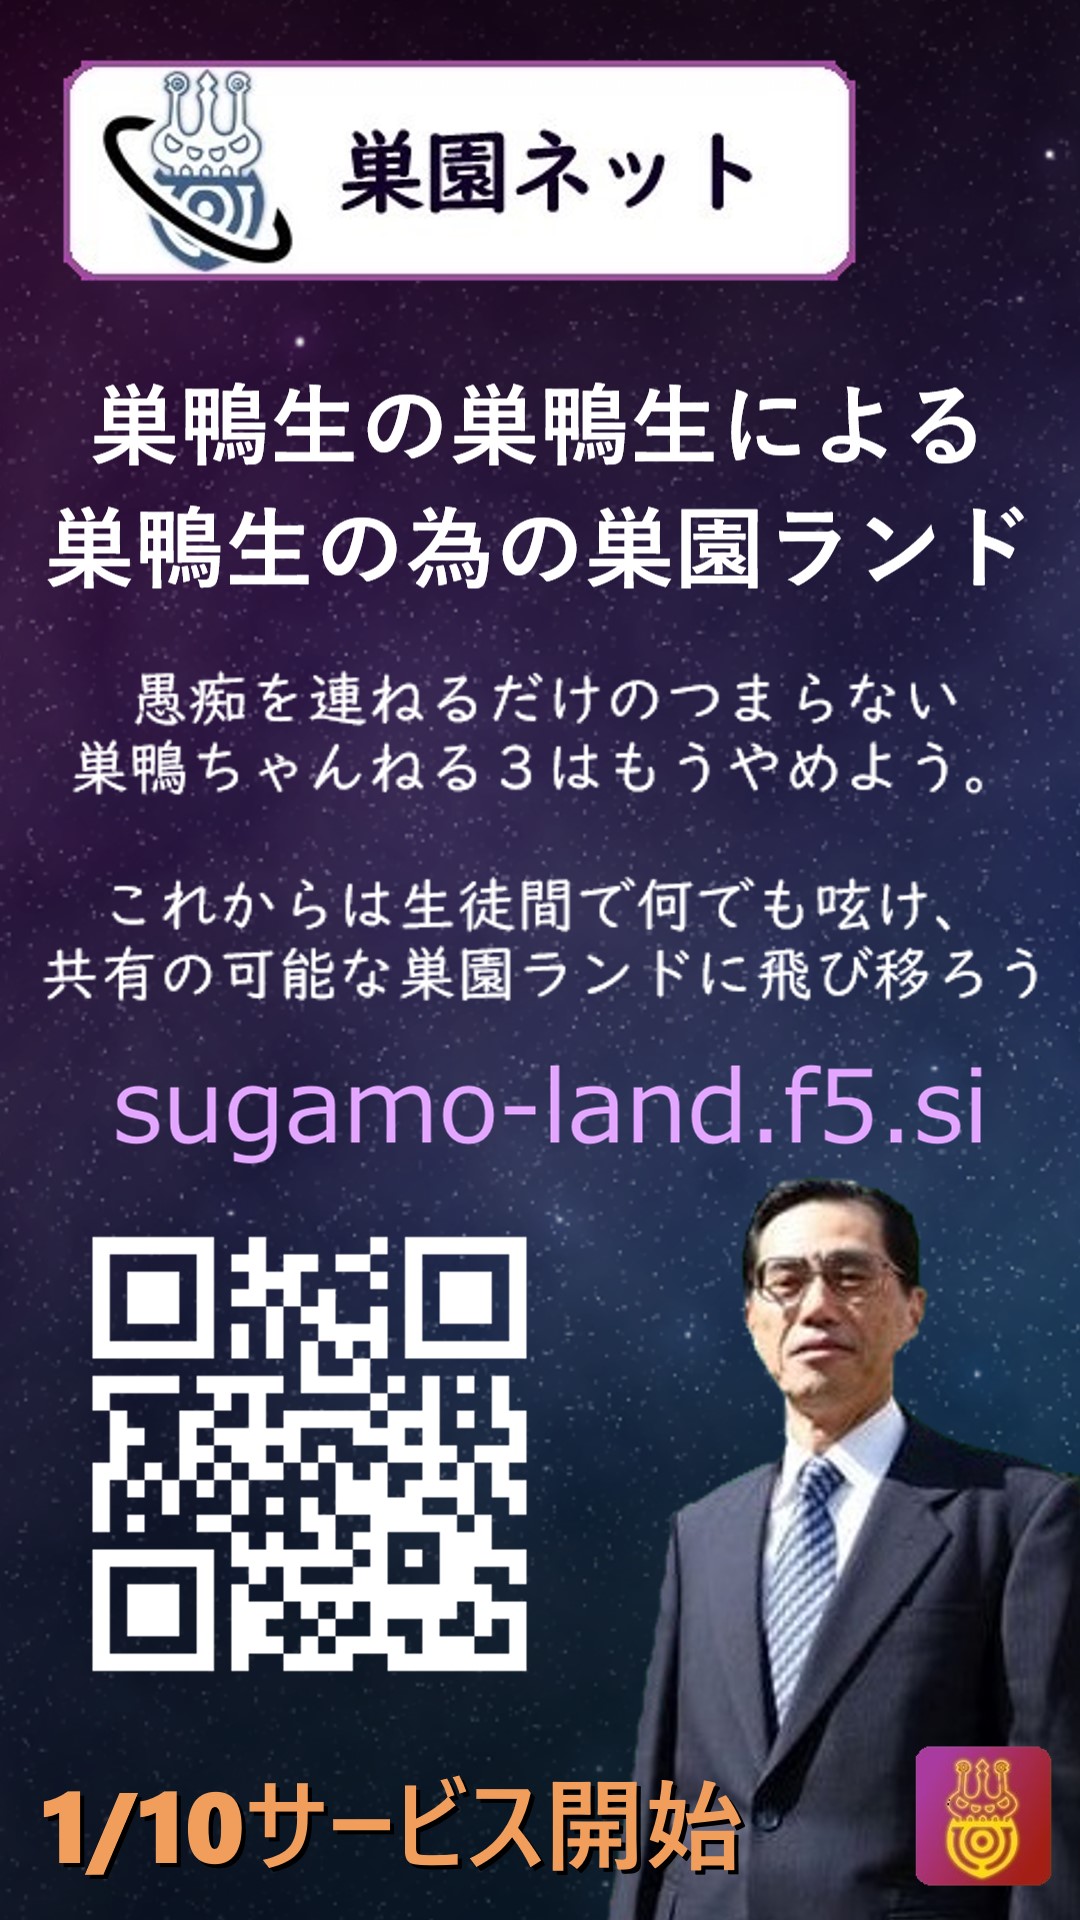 巣園ネット
巣鴨生の巣鴨生による
巣鴨生の為の巣園ランド
愚痴を連ねるだけのつまらない
巣鴨ちゃんねる３はもうやめよう。
これからは生徒間で何でも呟け、
共有の可能な巣園ランドに飛び移ろう
sugamo-land.f5.si
1/10サービス開始